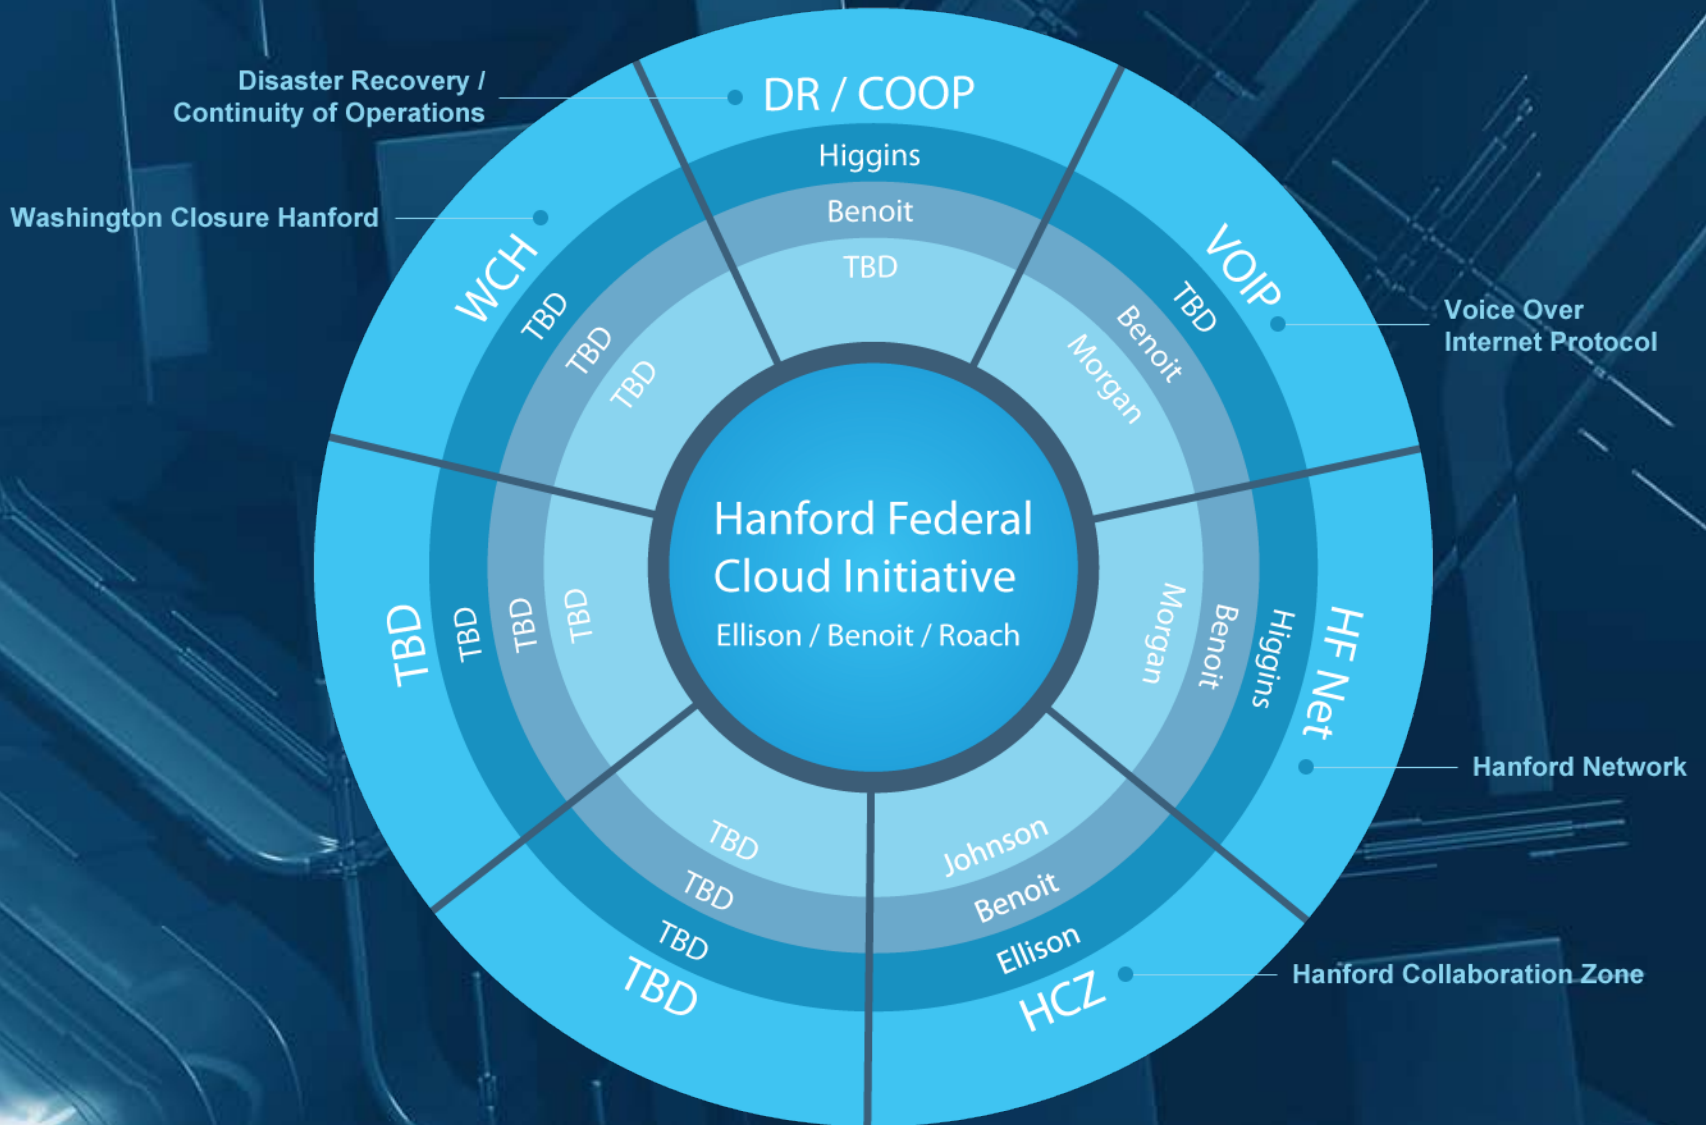 Disaster Recovery /
Continuity of Operations
DR / COOP
Higgins
Benoit
TBD
Washington Closure Hanford
WCH
TBD
TBD
TBD
VOIP
TBD
Benoit
Morgan
Voice Over
Internet Protocol
Hanford Federal
Cloud Initiative
Ellison / Benoit / Roach
TBD
TBD
TBD
TBD
HF Net
Higgins
Benoit
Morgan
Hanford Network
TBD
TBD
TBD
TBD
Johnson
Benoit
Ellison
HCZ
Hanford Collaboration Zone